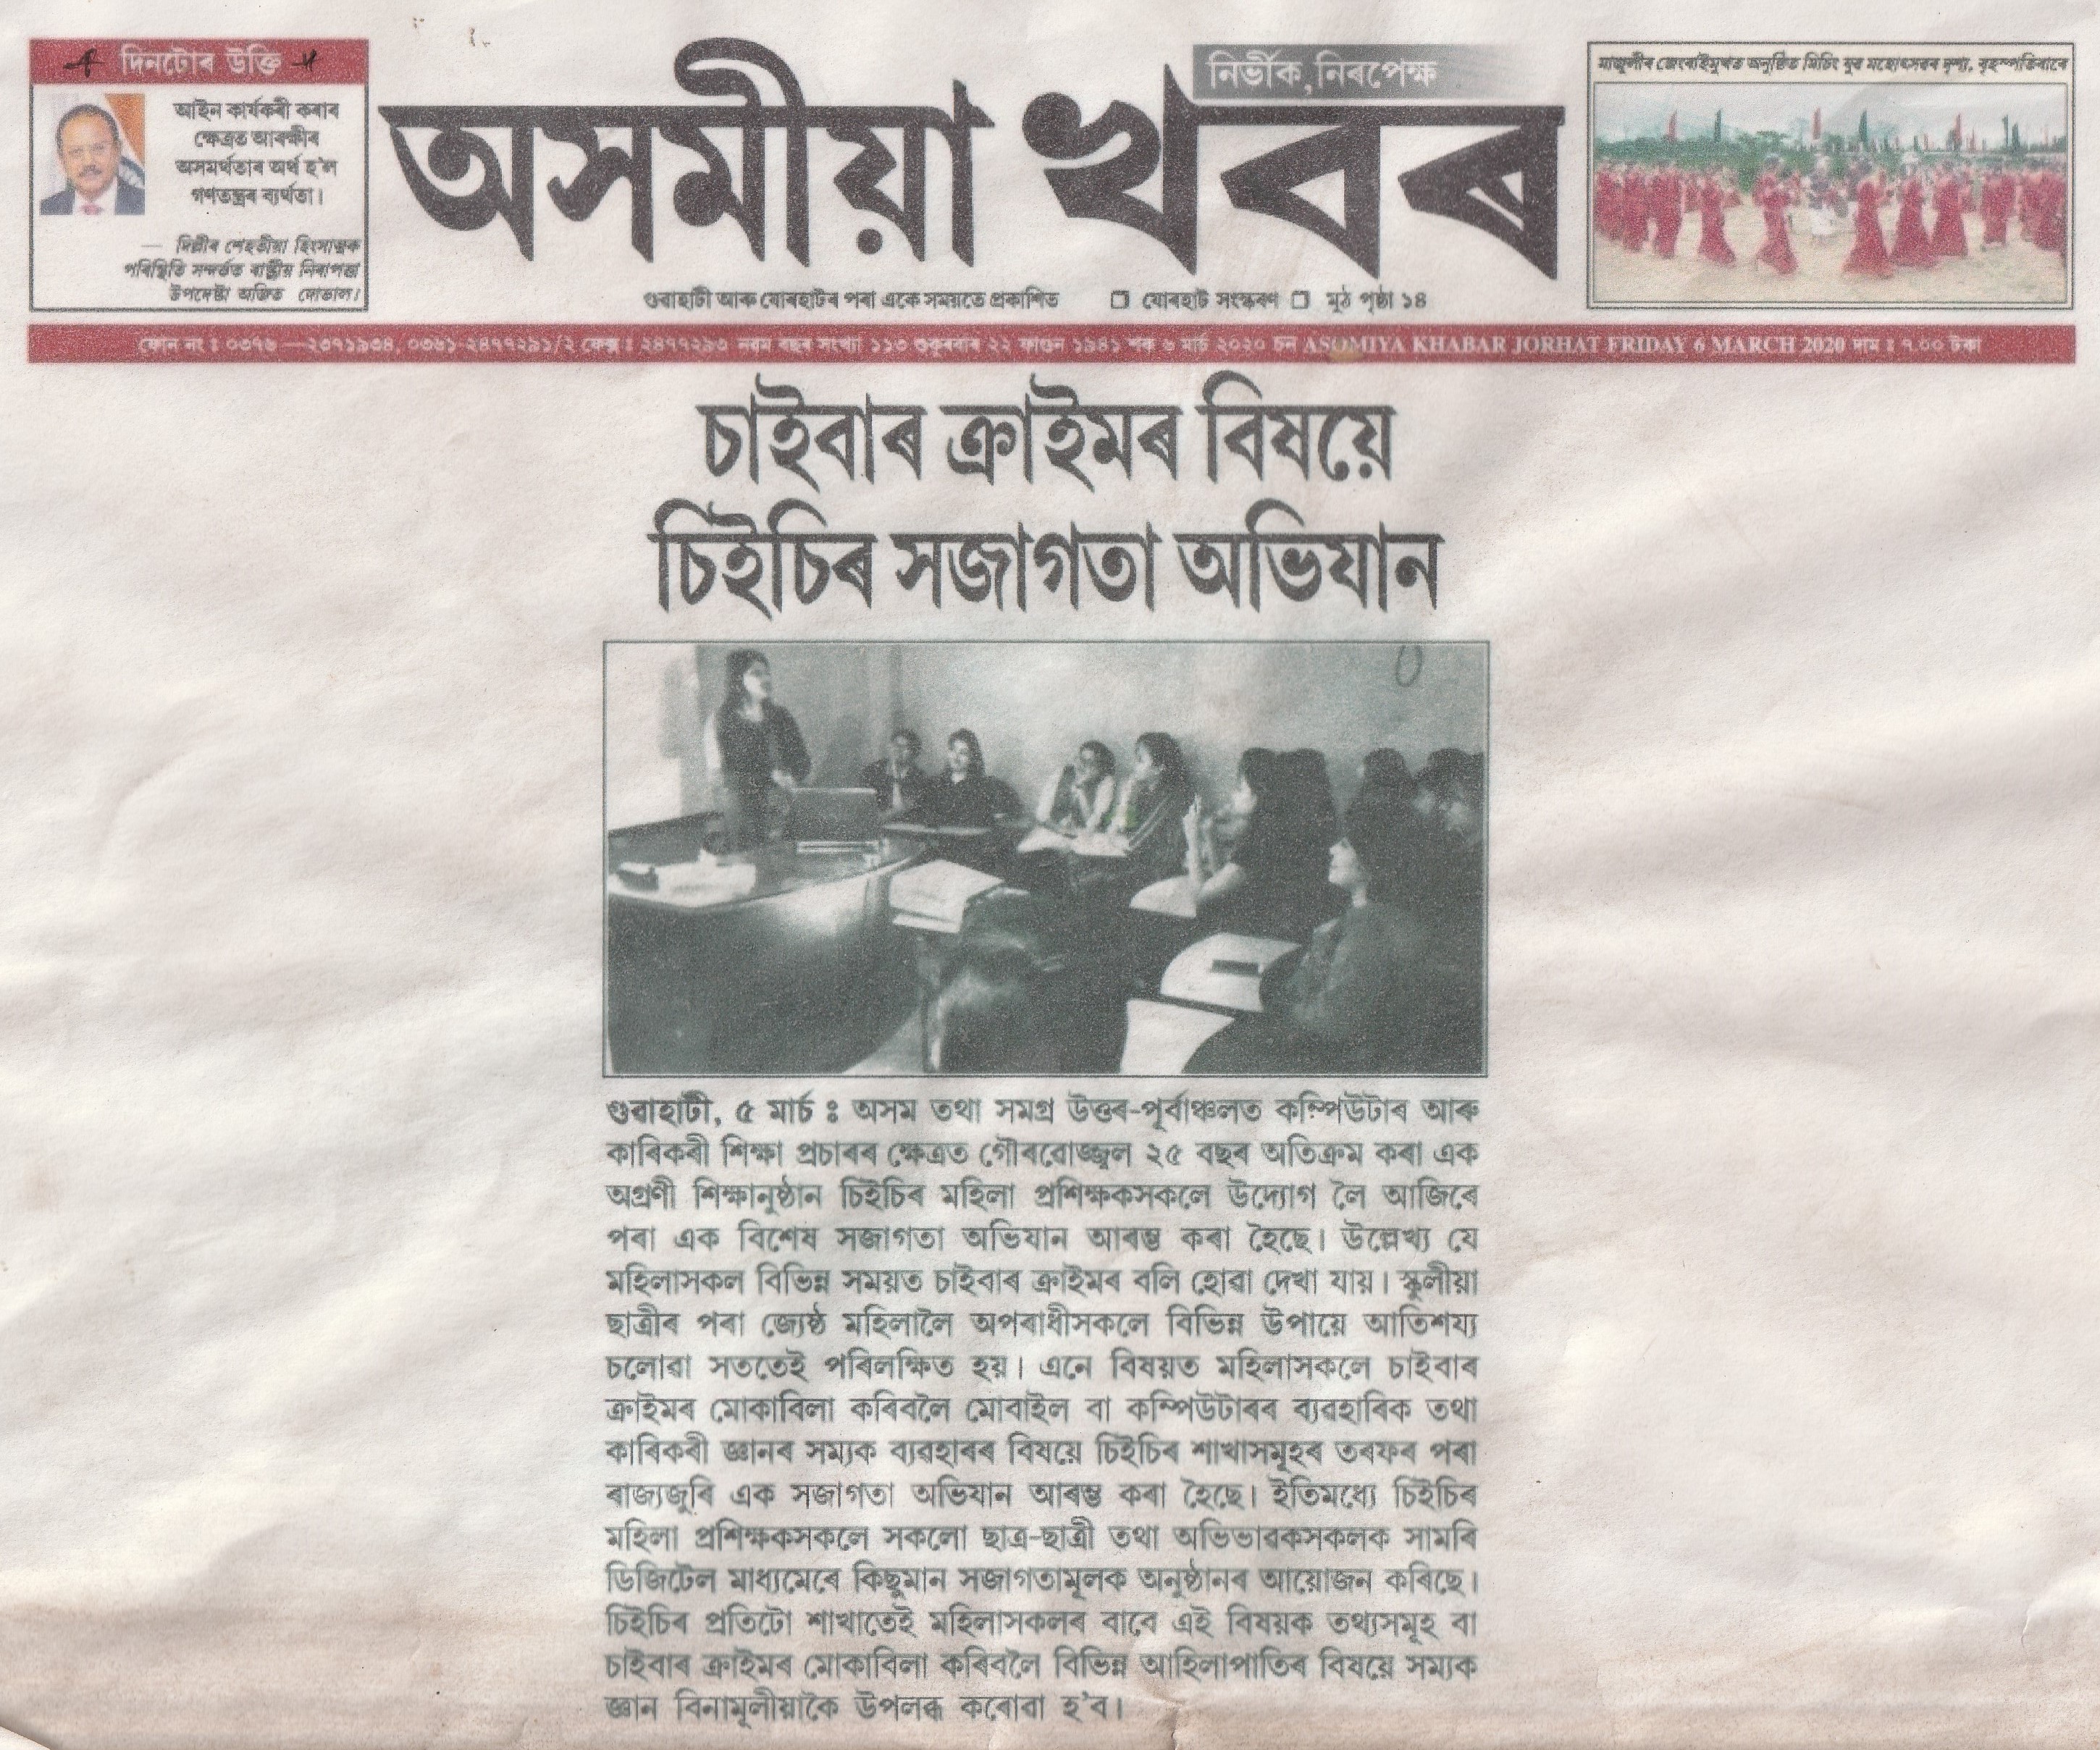 দিনটোৰ উক্তি
আইন কাৰ্যকৰী কৰাৰ
ক্ষেত্ৰত আৰক্ষীৰ
অসমৰ্থতাৰ অৰ্থ হ'ল
গণতন্ত্ৰৰ ব্যৰ্থতা।
— দিল্লীৰ শেহতীয়া হিংসাত্মক
পৰিস্থিতি সন্দৰ্ভত ৰাষ্ট্ৰীয় নিৰাপত্তা
উপদেষ্টা অজিত দোভাল।
নিৰ্ভীক, নিৰপেক্ষ
অসমীয়া খবৰ
গুৱাহাটী আৰু যোৰহাটৰ পৰা একে সময়তে প্ৰকাশিত ❐ যোৰহাট সংস্কৰণ ❐ মুঠ পৃষ্ঠা ১৪
মাজুলীৰ জেংৰাইমুখত অনুষ্ঠিত মিচিং যুৱ মহোৎসৱৰ দৃশ্য, বৃহস্পতিবাৰে
ফোন নং : ০৩৭৬ —২৩৭১৯৩৪, ০৩৬১-২৪৭৭২৯১/২ ফেক্স : ২৪৭৭২৯৩ নৱম বছৰ সংখ্যা ১১৩ শুকুৰবাৰ ২২ ফাগুন ১৯৪১ শক ৬ মাৰ্চ ২০২০ চন ASOMIYA KHABAR JORHAT FRIDAY 6 MARCH 2020 দাম : ৭.০০ টকা
চাইবাৰ ক্ৰাইমৰ বিষয়ে
চিইচিৰ সজাগতা অভিযান
গুৱাহাটী, ৫ মাৰ্চ : অসম তথা সমগ্ৰ উত্তৰ-পূৰ্বাঞ্চলত কম্পিউটাৰ আৰু
কাৰিকৰী শিক্ষা প্ৰচাৰৰ ক্ষেত্ৰত গৌৰৱোজ্জ্বল ২৫ বছৰ অতিক্ৰম কৰা এক
অগ্ৰণী শিক্ষানুষ্ঠান চিইচিৰ মহিলা প্ৰশিক্ষকসকলে উদ্যোগ লৈ আজিৰে
পৰা এক বিশেষ সজাগতা অভিযান আৰম্ভ কৰা হৈছে। উল্লেখ্য যে
মহিলাসকল বিভিন্ন সময়ত চাইবাৰ ক্ৰাইমৰ বলি হোৱা দেখা যায়। স্কুলীয়া
ছাত্ৰীৰ পৰা জ্যেষ্ঠ মহিলালৈ অপৰাধীসকলে বিভিন্ন উপায়ে আতিশয্য
চলোৱা সততেই পৰিলক্ষিত হয়। এনে বিষয়ত মহিলাসকলে চাইবাৰ
ক্ৰাইমৰ মোকাবিলা কৰিবলৈ মোবাইল বা কম্পিউটাৰৰ ব্যৱহাৰিক তথা
কাৰিকৰী জ্ঞানৰ সম্যক ব্যৱহাৰৰ বিষয়ে চিইচিৰ শাখাসমূহৰ তৰফৰ পৰা
ৰাজ্যজুৰি এক সজাগতা অভিযান আৰম্ভ কৰা হৈছে। ইতিমধ্যে চিইচিৰ
মহিলা প্ৰশিক্ষকসকলে সকলো ছাত্ৰ-ছাত্ৰী তথা অভিভাৱকসকলক সামৰি
ডিজিটেল মাধ্যমেৰে কিছুমান সজাগতামূলক অনুষ্ঠানৰ আয়োজন কৰিছে।
চিইচিৰ প্ৰতিটো শাখাতেই মহিলাসকলৰ বাবে এই বিষয়ক তথ্যসমূহ বা
চাইবাৰ ক্ৰাইমৰ মোকাবিলা কৰিবলৈ বিভিন্ন আহিলাপাতিৰ বিষয়ে সম্যক
জ্ঞান বিনামূলীয়াকৈ উপলব্ধ কৰোৱা হ'ব।